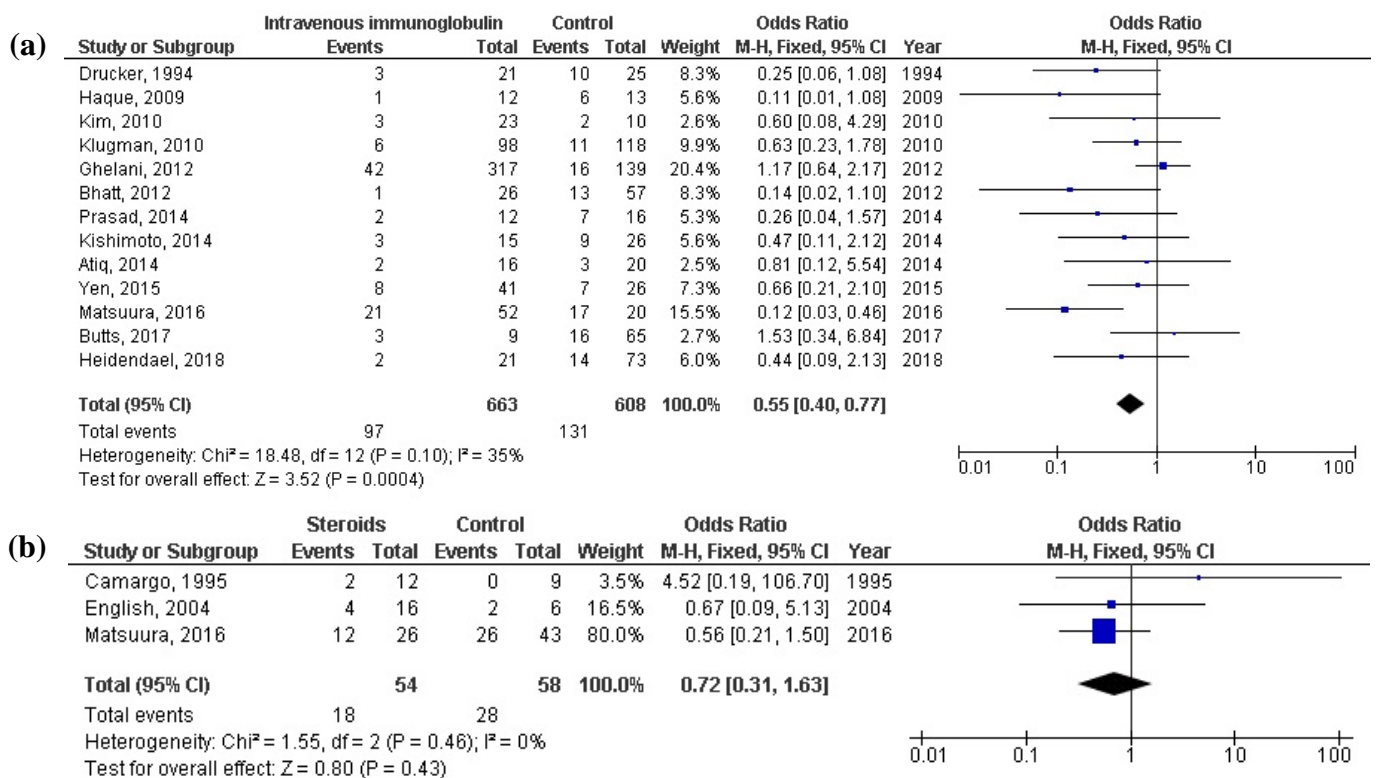 (a)
Intravenous immunoglobulin Control Odds Ratio Odds Ratio
Study or Subgroup Events Total Events Total Weight M-H, Fixed, 95% CI Year M-H, Fixed, 95% CI
Drucker, 1994 3 21 10 25 8.3% 0.25 [0.06, 1.08] 1994
Haque, 2009 1 12 6 13 5.6% 0.11 [0.01, 1.08] 2009
Kim, 2010 3 23 2 10 2.6% 0.60 [0.08, 4.29] 2010
Klugman, 2010 6 98 11 118 9.9% 0.63 [0.23, 1.78] 2010
Ghelani, 2012 42 317 16 139 20.4% 1.17 [0.64, 2.17] 2012
Bhatt, 2012 1 26 13 57 8.3% 0.14 [0.02, 1.10] 2012
Prasad, 2014 2 12 7 16 5.3% 0.26 [0.04, 1.57] 2014
Kishimoto, 2014 3 15 9 26 5.6% 0.47 [0.11, 2.12] 2014
Atiq, 2014 2 16 3 20 2.5% 0.81 [0.12, 5.54] 2014
Yen, 2015 8 41 7 26 7.3% 0.66 [0.21, 2.10] 2015
Matsuura, 2016 21 52 17 20 15.5% 0.12 [0.03, 0.46] 2016
Butts, 2017 3 9 16 65 2.7% 1.53 [0.34, 6.84] 2017
Heidendael, 2018 2 21 14 73 6.0% 0.44 [0.09, 2.13] 2018
Total (95% CI) 663 608 100.0% 0.55 [0.40, 0.77]
Total events 97 131
Heterogeneity: Chi² = 18.48, df = 12 (P = 0.10); I² = 35%
Test for overall effect: Z = 3.52 (P = 0.0004)
0.01 0.1 1 10 100
(b)
Steroids Control Odds Ratio Odds Ratio
Study or Subgroup Events Total Events Total Weight M-H, Fixed, 95% CI Year M-H, Fixed, 95% CI
Camargo, 1995 2 12 0 9 3.5% 4.52 [0.19, 106.70] 1995
English, 2004 4 16 2 6 16.5% 0.67 [0.09, 5.13] 2004
Matsuura, 2016 12 26 26 43 80.0% 0.56 [0.21, 1.50] 2016
Total (95% CI) 54 58 100.0% 0.72 [0.31, 1.63]
Total events 18 28
Heterogeneity: Chi² = 1.55, df = 2 (P = 0.46); I² = 0%
Test for overall effect: Z = 0.80 (P = 0.43)
0.01 0.1 1 10 100